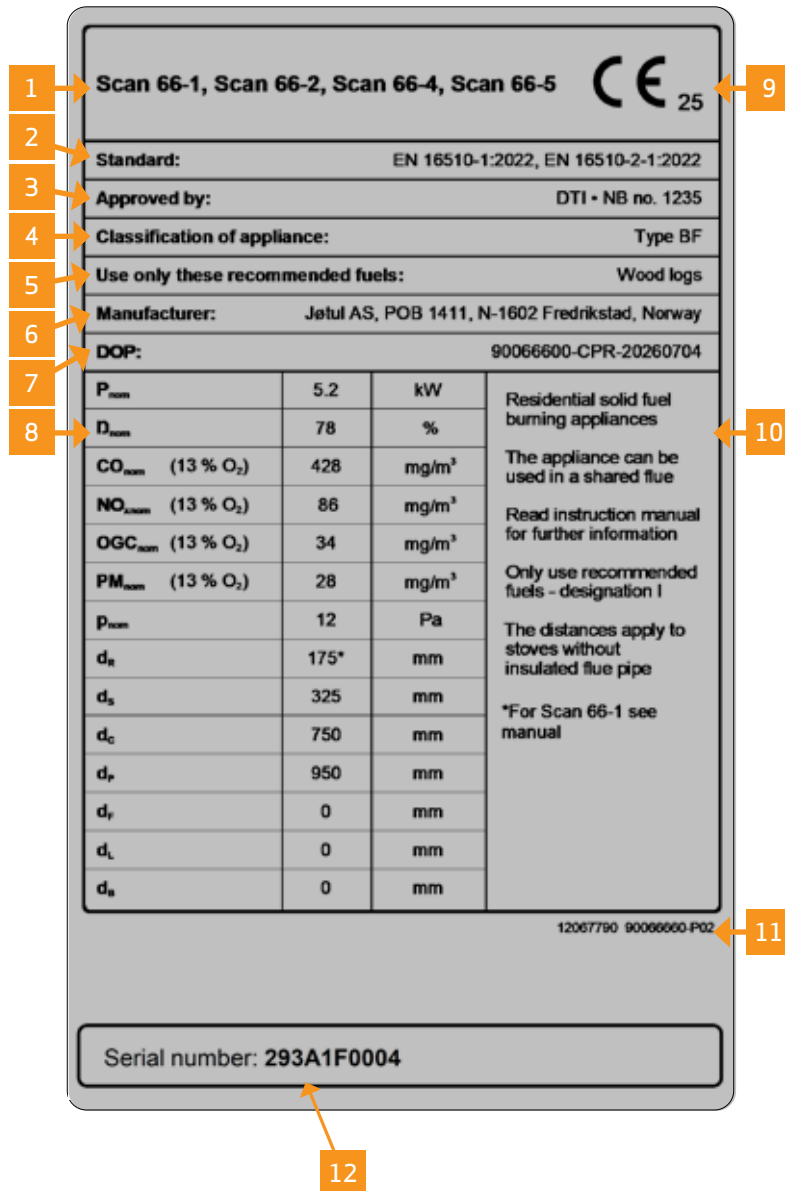 1
Scan 66-1, Scan 66-2, Scan 66-4, Scan 66-5
CE 25
9
2
Standard: EN 16510-1:2022, EN 16510-2-1:2022
3
Approved by: DTI • NB no. 1235
4
Classification of appliance: Type BF
5
Use only these recommended fuels: Wood logs
6
Manufacturer: Jøtul AS, POB 1411, N-1602 Fredrikstad, Norway
7
DOP: 90066600-CPR-20260704
8
Pnom 5.2 kW
Dnom 78 %
COnom (13 % O₂) 428 mg/m³
NOxnom (13 % O₂) 86 mg/m³
OGCnom (13 % O₂) 34 mg/m³
PMnom (13 % O₂) 28 mg/m³
pnom 12 Pa
dR 175* mm
dS 325 mm
dC 750 mm
dP 950 mm
dF 0 mm
dL 0 mm
dB 0 mm
10
Residential solid fuel
burning appliances
The appliance can be
used in a shared flue
Read instruction manual
for further information
Only use recommended
fuels - designation I
The distances apply to
stoves without
insulated flue pipe
*For Scan 66-1 see
manual
12067790 90066660-P02
11
Serial number: 293A1F0004
12